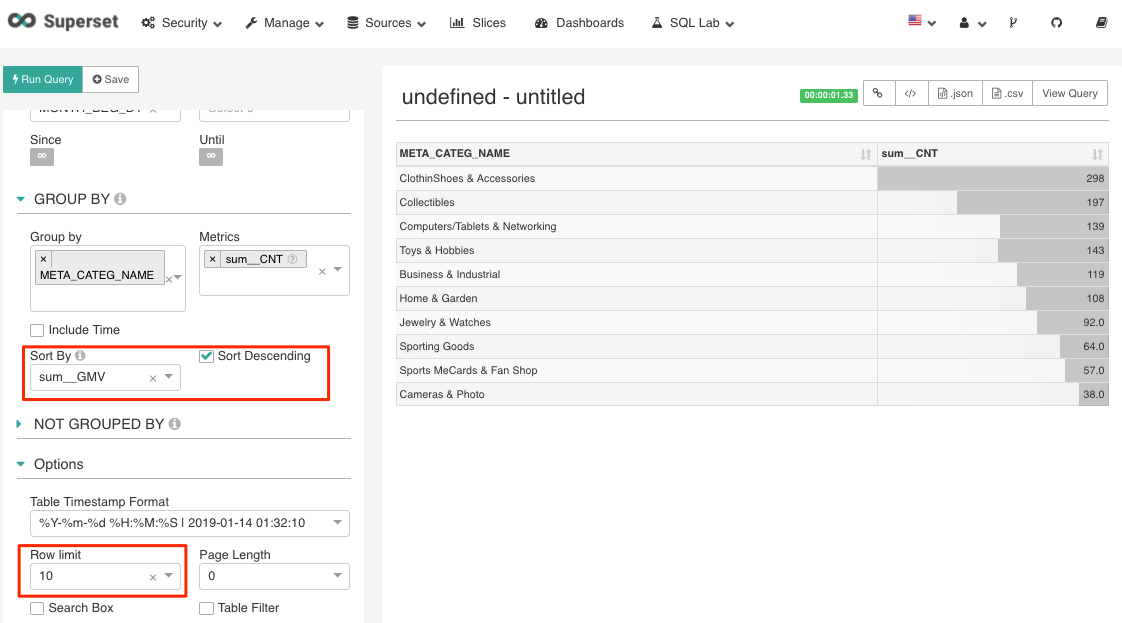 Superset Security Manage Sources Slices Dashboards SQL Lab
Run Query Save
undefined - untitled 00:00:01.33 </> .json .csv View Query
Since Until
∞ ∞
GROUP BY
Group by Metrics
× META_CATEG_NAME × sum__CNT
Include Time
Sort By Sort Descending
sum__GMV ×
NOT GROUPED BY
Options
Table Timestamp Format
%Y-%m-%d %H:%M:%S | 2019-01-14 01:32:10
Row limit Page Length
10 × 0
Search Box Table Filter
META_CATEG_NAME sum__CNT
ClothinShoes & Accessories 298
Collectibles 197
Computers/Tablets & Networking 139
Toys & Hobbies 143
Business & Industrial 119
Home & Garden 108
Jewelry & Watches 92.0
Sporting Goods 64.0
Sports MeCards & Fan Shop 57.0
Cameras & Photo 38.0